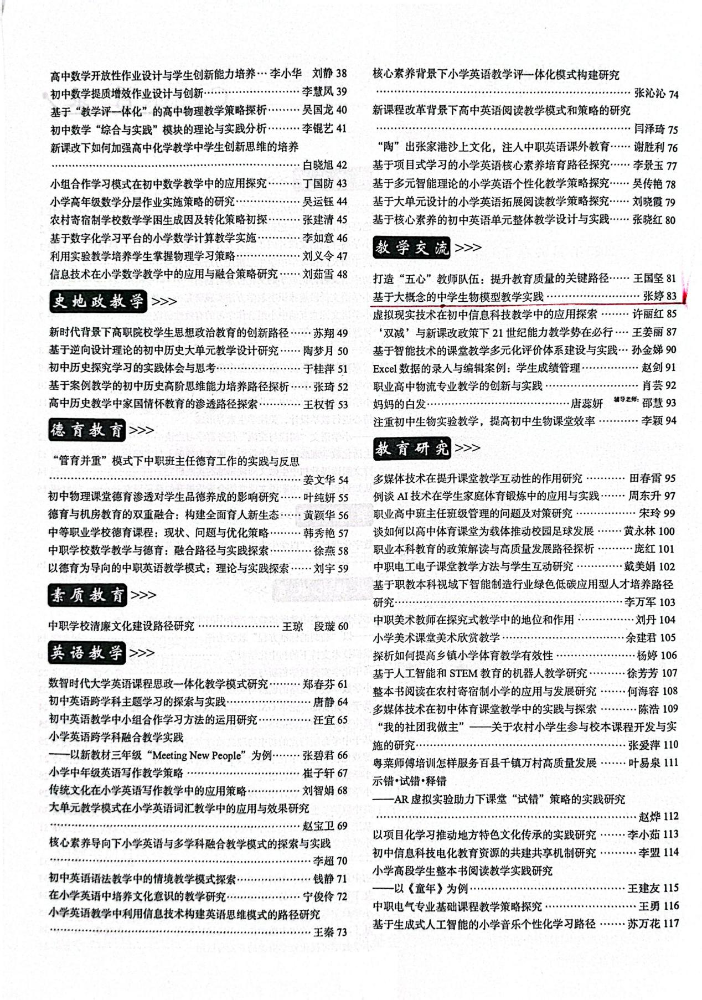 高中数学开放性作业设计与学生创新能力培养… 李小华 刘静 38
初中数学提质增效作业设计与创新……………………… 李慧凤 39
基于“教学评一体化”的高中物理教学策略探析……… 吴国龙 40
初中数学“综合与实践”模块的理论与实践分析……… 李锟艺 41
新课改下如何加强高中化学教学中学生创新思维的培养
…………………………………………………………… 白晓旭 42
小组合作学习模式在初中数学教学中的应用探究……… 丁国防 43
小学高年级数学分层作业实施策略的研究……………… 吴运钰 44
农村寄宿制学校数学学困生成因及转化策略初探……… 张建清 45
基于数字化学习平台的小学数学计算教学实施………… 李如意 46
利用实验教学培养学生掌握物理学习策略……………… 刘义令 47
信息技术在小学数学教学中的应用与融合策略研究…… 刘茹雪 48
史地政教学 >>>
新时代背景下高职院校学生思想政治教育的创新路径…… 苏翔 49
基于逆向设计理论的初中历史大单元教学设计研究…… 陶梦月 50
初中历史探究学习的实践体会与思考…………………… 于桂萍 51
基于案例教学的初中历史高阶思维能力培养路径探析…… 张琦 52
高中历史教学中家国情怀教育的渗透路径探索………… 王权哲 53
德育教育 >>>
“管育并重”模式下中职班主任德育工作的实践与反思
…………………………………………………………… 姜文华 54
初中物理课堂德育渗透对学生品德养成的影响研究…… 叶纯妍 55
德育与机房教育的双重融合：构建全面育人新生态…… 黄颖华 56
中等职业学校德育课程：现状、问题与优化策略……… 韩秀艳 57
中职学校数学教学与德育：融合路径与实践探索………… 徐燕 58
以德育为导向的中职英语教学模式：理论与实践探索…… 刘宇 59
素质教育 >>>
中职学校清廉文化建设路径研究 ………………… 王琼 段璇 60
英语教学 >>>
数智时代大学英语课程思政一体化教学模式研究……… 郑春芬 61
初中英语跨学科主题学习的探索与实践…………………… 唐静 64
初中英语教学中小组合作学习方法的运用研究…………… 汪宜 65
小学英语跨学科融合教学实践
——以新教材三年级“Meeting New People”为例……… 张碧君 66
小学中年级英语写作教学策略 ………………………… 崔子轩 67
传统文化在小学英语写作教学中的应用策略…………… 刘智娟 68
大单元教学模式在小学英语词汇教学中的应用与效果研究
…………………………………………………………… 赵宝卫 69
核心素养导向下小学英语与多学科融合教学模式的探索与实践
……………………………………………………………… 李超 70
初中英语语法教学中的情境教学模式探索………………… 钱静 71
在小学英语中培养文化意识的教学研究………………… 宁俊伶 72
小学英语教学中利用信息技术构建英语思维模式的路径研究
……………………………………………………………… 王秦 73
核心素养背景下小学英语教学评一体化模式构建研究
…………………………………………………………… 张沁沁 74
新课程改革背景下高中英语阅读教学模式和策略的研究
…………………………………………………………… 闫泽琦 75
“陶”出张家港沙上文化，注入中职英语课外教育…… 谢胜利 76
基于项目式学习的小学英语核心素养培育路径探究…… 李景玉 77
基于多元智能理论的小学英语个性化教学策略探究…… 吴传艳 78
基于大单元设计的小学英语拓展阅读教学策略探究…… 刘晓霞 79
基于核心素养的初中英语单元整体教学设计与实践…… 张晓红 80
教学交流 >>>
打造“五心”教师队伍：提升教育质量的关键路径…… 王国坚 81
基于大概念的中学生物模型教学实践 …………………… 张婷 83
虚拟现实技术在初中信息科技教学中的应用探索 ……… 许丽红 85
‘双减’与新课改政策下 21 世纪能力教学势在必行… 王姜丽 87
基于智能技术的课堂教学多元化评价体系建设与实践… 孙金娣 90
Excel 数据的录入与编辑案例：学生成绩管理…………… 赵剑 91
职业高中物流专业教学的创新与实践 …………………… 肖芸 92
妈妈的白发………………………………唐蕊妍 辅导老师：邵慧 93
注重初中生物实验教学，提高初中生物课堂效率 ………… 李颖 94
教育研究 >>>
多媒体技术在提升课堂教学互动性的作用研究 ………… 田春雷 95
例谈 AI 技术在学生家庭体育锻炼中的应用与实践…… 周东升 97
职业高中班主任班级管理的问题及对策研究 …………… 宋玲 99
谈如何以高中体育课堂为载体推动校园足球发展 …… 黄永林 100
职业本科教育的政策解读与高质量发展路径探析 ……… 庞红 101
中职电工电子课堂教学方法与学生互动研究 ………… 戴美娟 102
基于职教本科视域下智能制造行业绿色低碳应用型人才培养路径
研究…………………………………………………… 李万军 103
中职美术教师在探究式教学中的地位和作用 ……………刘丹 104
小学美术课堂美术欣赏教学…………………………… 余建君 105
探析如何提高乡镇小学体育教学有效性 ………………… 杨婷 106
基于人工智能和 STEM 教育的机器人教学研究……… 徐芳芳 107
整本书阅读在农村寄宿制小学的应用与发展研究 …… 何海容 108
多媒体技术在初中体育课堂教学中的实践与探索 ……… 陈浩 109
“我的社团我做主”——关于农村小学生参与校本课程开发与实
施的研究……………………………………………… 张爱萍 110
粤菜师傅培训怎样服务百县千镇万村高质量发展 …… 叶易泉 111
示错•试错•释错
——AR 虚拟实验助力下课堂“试错”策略的实践研究
……………………………………………………………… 赵烨 112
以项目化学习推动地方特色文化传承的实践研究 …… 李小茹 113
初中信息科技电化教育资源的共建共享机制研究 ……… 李盟 114
小学高段学生整本书阅读教学实践研究
——以《童年》为例………………………………… 王建友 115
中职电气专业基础课程教学策略探究 …………………… 王勇 116
基于生成式人工智能的小学音乐个性化学习路径 …… 苏万花 117